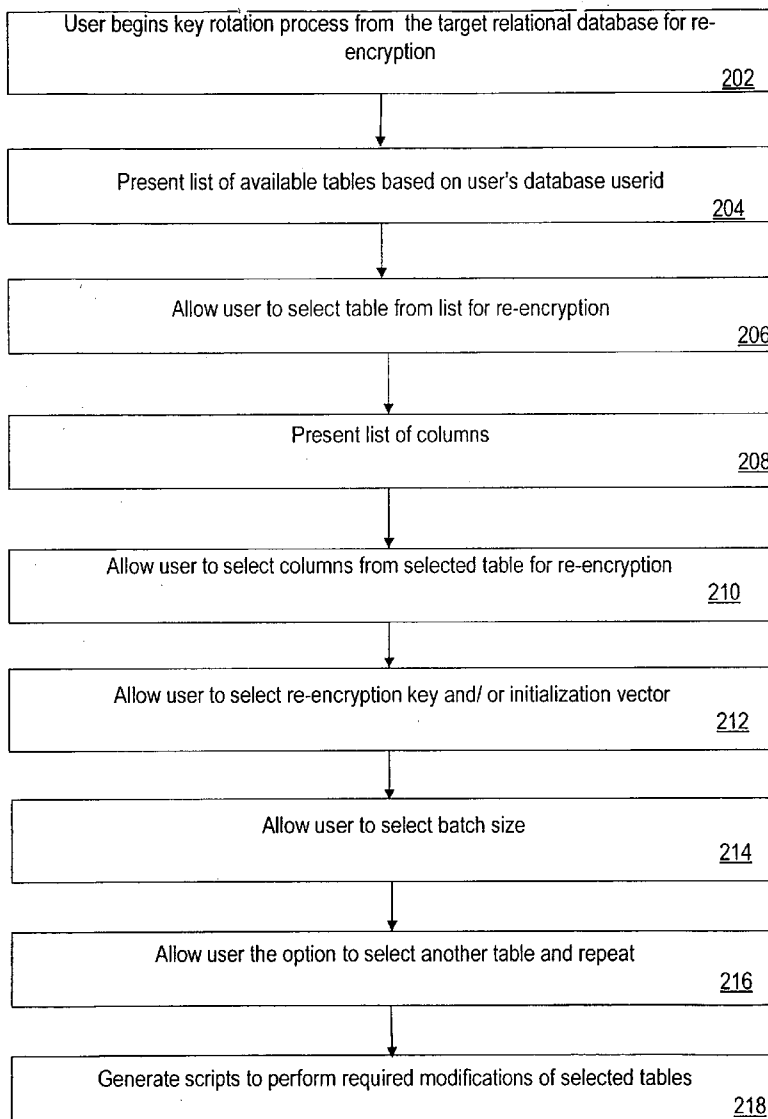 User begins key rotation process from the target relational database for re-
encryption
202
Present list of available tables based on user's database userid
204
Allow user to select table from list for re-encryption
206
Present list of columns
208
Allow user to select columns from selected table for re-encryption
210
Allow user to select re-encryption key and/ or initialization vector
212
Allow user to select batch size
214
Allow user the option to select another table and repeat
216
Generate scripts to perform required modifications of selected tables
218